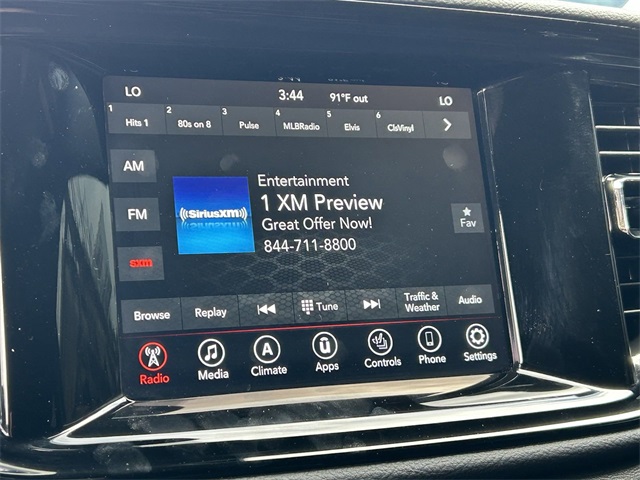 LO 3:44 91°F out LO
1 Hits 1 2 80s on 8 3 Pulse 4 MLBRadio 5 Elvis 6 ClsVinyl
AM
FM
sxm
((SiriusXM))
Entertainment
1 XM Preview
Great Offer Now!
844-711-8800
Fav
Browse Replay Tune Traffic & Weather Audio
Radio Media Climate Apps Controls Phone Settings
A